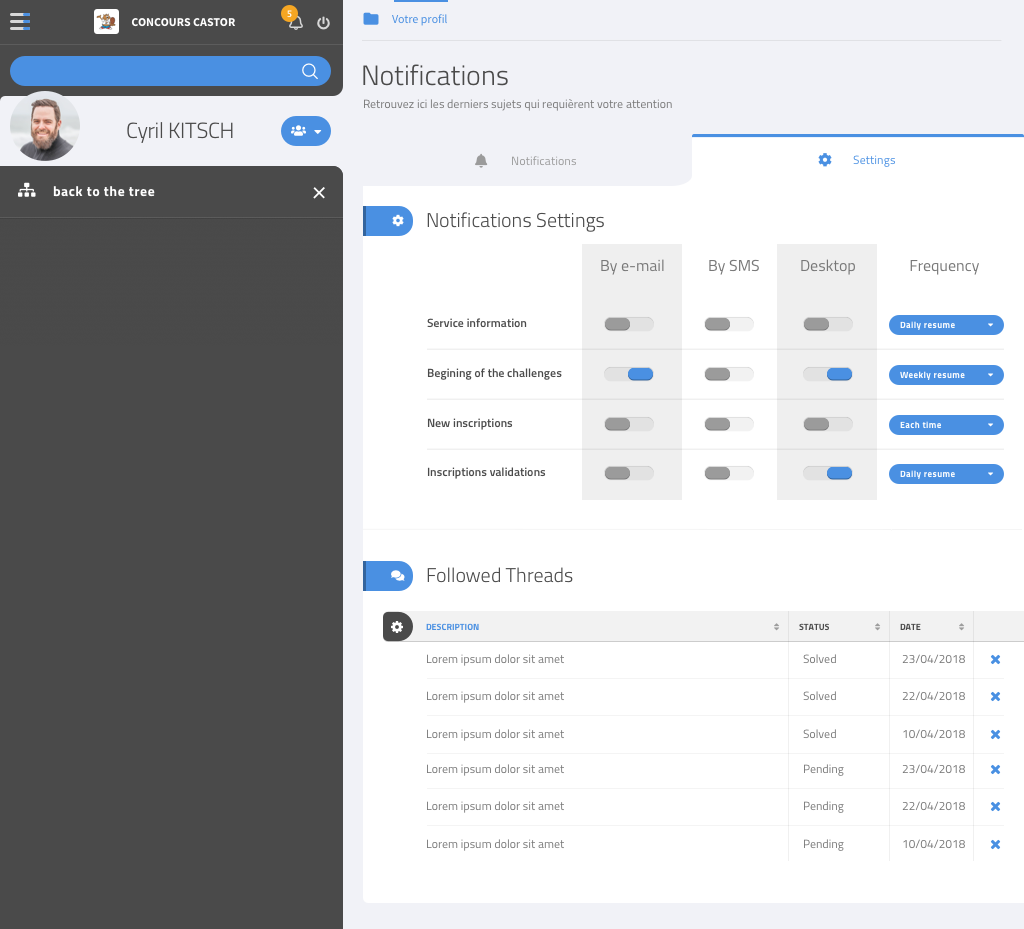 CONCOURS CASTOR
5
Cyril KITSCH
back to the tree
Votre profil
Notifications
Retrouvez ici les derniers sujets qui requièrent votre attention
Notifications
Settings
Notifications Settings
By e-mail By SMS Desktop Frequency
Service information Daily resume
Begining of the challenges Weekly resume
New inscriptions Each time
Inscriptions validations Daily resume
Followed Threads
DESCRIPTION STATUS DATE
Lorem ipsum dolor sit amet Solved 23/04/2018
Lorem ipsum dolor sit amet Solved 22/04/2018
Lorem ipsum dolor sit amet Solved 10/04/2018
Lorem ipsum dolor sit amet Pending 23/04/2018
Lorem ipsum dolor sit amet Pending 22/04/2018
Lorem ipsum dolor sit amet Pending 10/04/2018